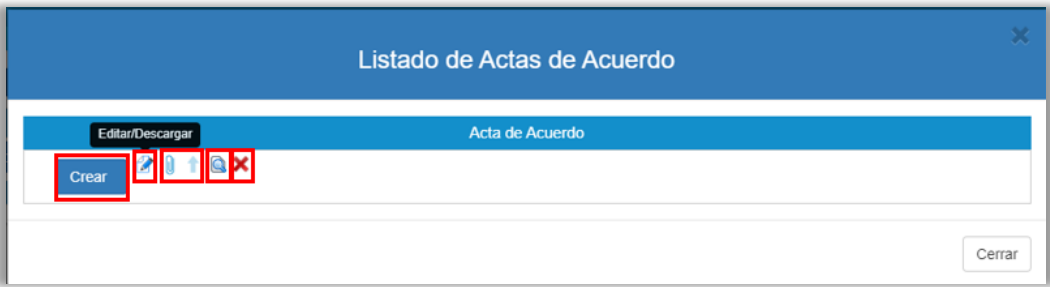 Listado de Actas de Acuerdo
Editar/Descargar
Acta de Acuerdo
Crear
Cerrar